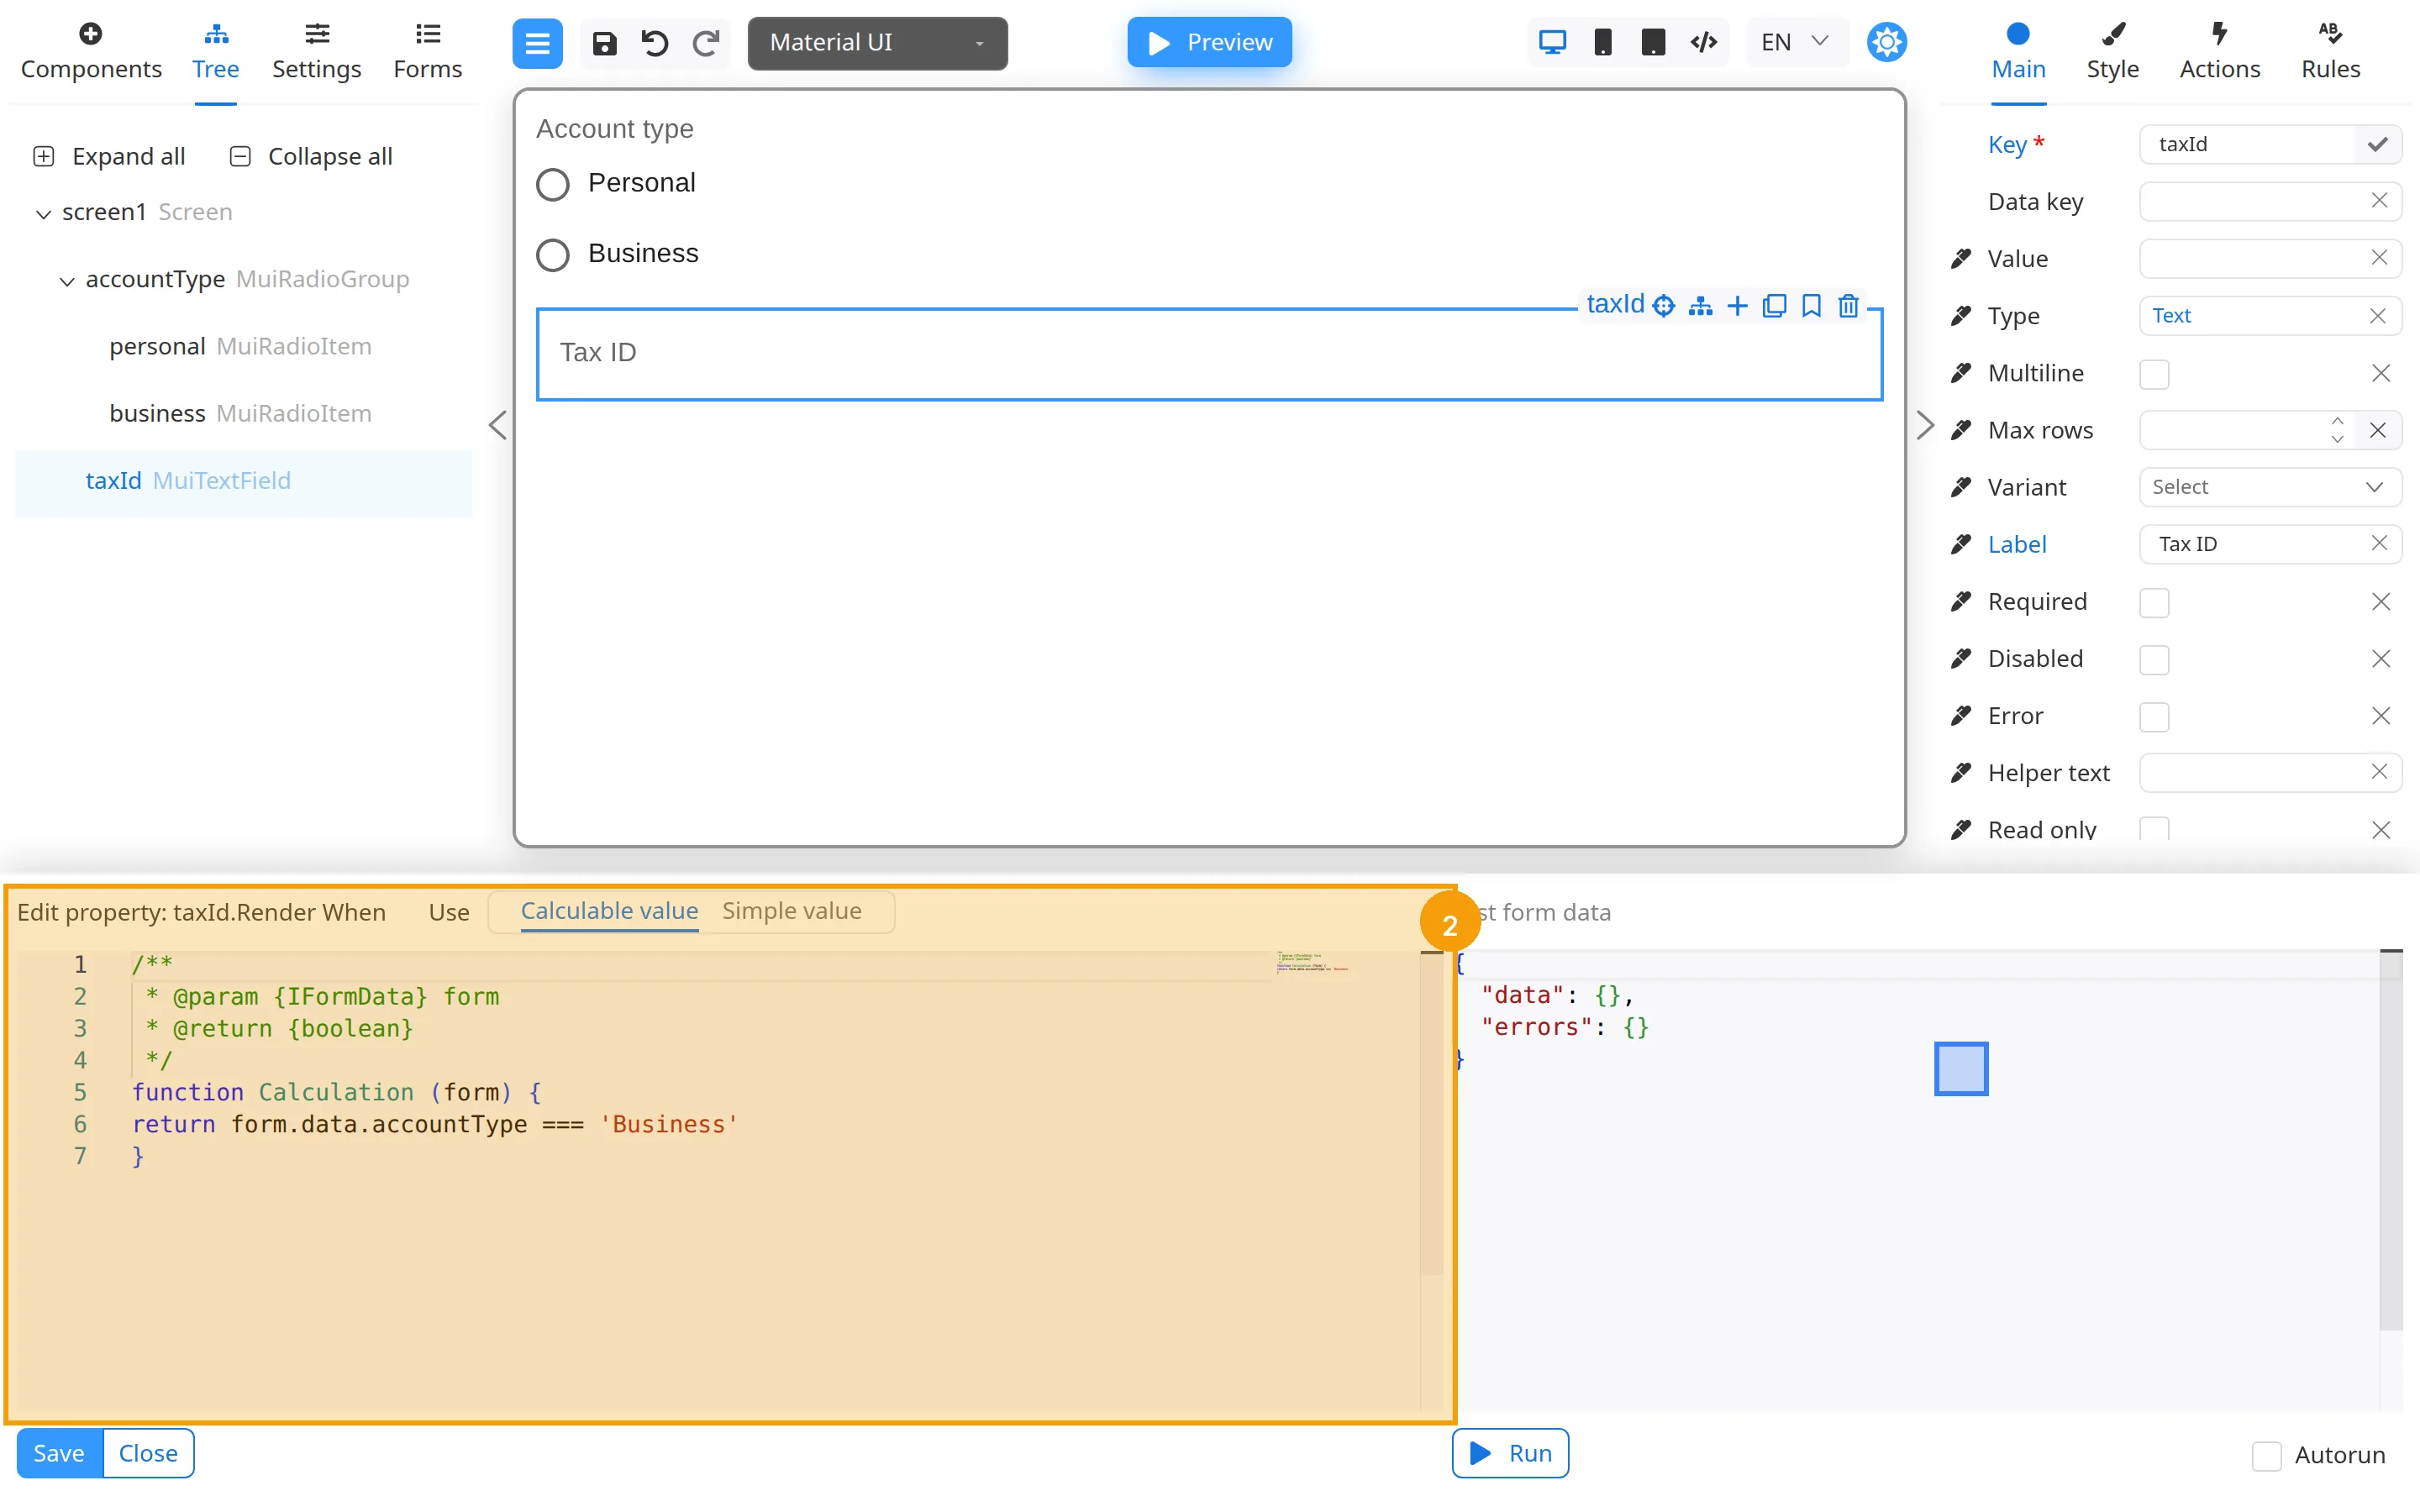 Components Tree Settings Forms
Material UI
Preview
EN
Main Style Actions Rules
Expand all Collapse all
screen1 Screen
accountType MuiRadioGroup
personal MuiRadioItem
business MuiRadioItem
taxId MuiTextField
Account type
Personal
Business
taxId
Tax ID
Key * taxId
Data key
Value
Type Text
Multiline
Max rows
Variant Select
Label Tax ID
Required
Disabled
Error
Helper text
Read only
Edit property: taxId.Render When Use Calculable value Simple value
2
st form data
1 /**
2 * @param {IFormData} form
3 * @return {boolean}
4 */
5 function Calculation (form) {
6 return form.data.accountType === 'Business'
7 }
{
"data": {},
"errors": {}
}
Save Close
Run
Autorun